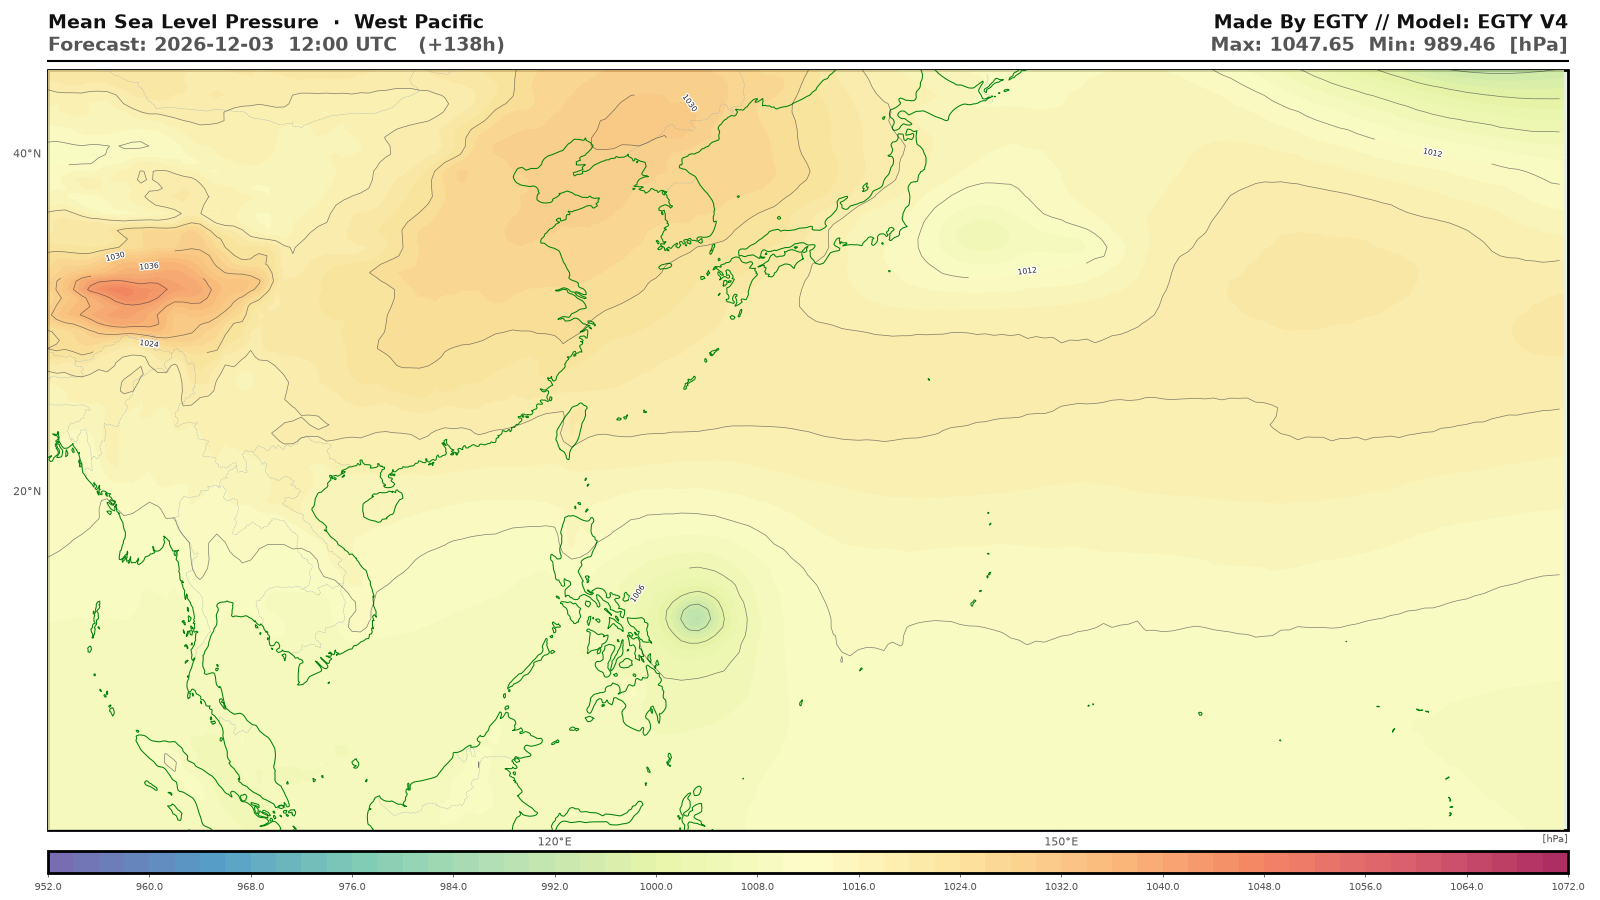 Mean Sea Level Pressure · West Pacific
Made By EGTY // Model: EGTY V4
Forecast: 2026-12-03 12:00 UTC (+138h)
Max: 1047.65 Min: 989.46 [hPa]
1030
40°N
1012
1030
1036
1012
1024
20°N
1006
120°E
150°E
[hPa]
952.0 960.0 968.0 976.0 984.0 992.0 1000.0 1008.0 1016.0 1024.0 1032.0 1040.0 1048.0 1056.0 1064.0 1072.0